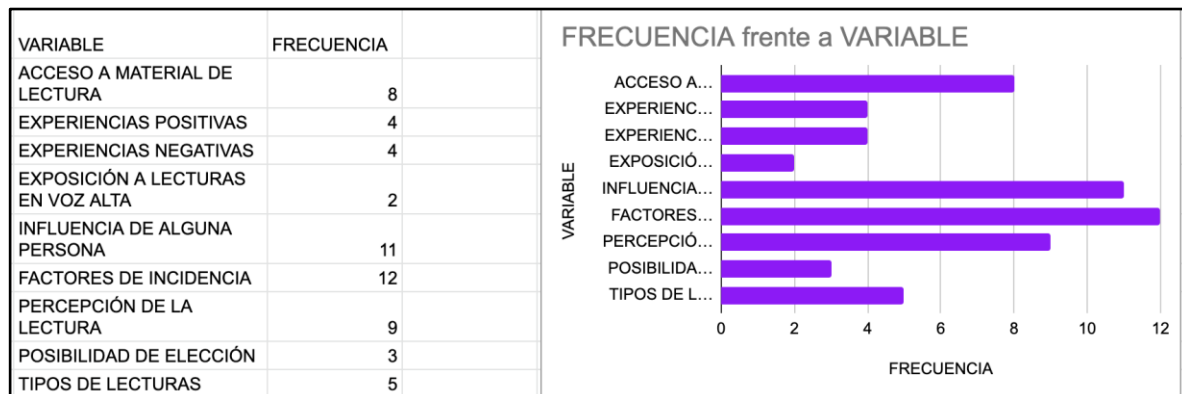 VARIABLE FRECUENCIA
ACCESO A MATERIAL DE
LECTURA 8
EXPERIENCIAS POSITIVAS 4
EXPERIENCIAS NEGATIVAS 4
EXPOSICIÓN A LECTURAS
EN VOZ ALTA 2
INFLUENCIA DE ALGUNA
PERSONA 11
FACTORES DE INCIDENCIA 12
PERCEPCIÓN DE LA
LECTURA 9
POSIBILIDAD DE ELECCIÓN 3
TIPOS DE LECTURAS 5
FRECUENCIA frente a VARIABLE
VARIABLE
ACCESO A...
EXPERIENC...
EXPERIENC...
EXPOSICIÓ...
INFLUENCIA...
FACTORES...
PERCEPCIÓ...
POSIBILIDA...
TIPOS DE L...
0 2 4 6 8 10 12
FRECUENCIA